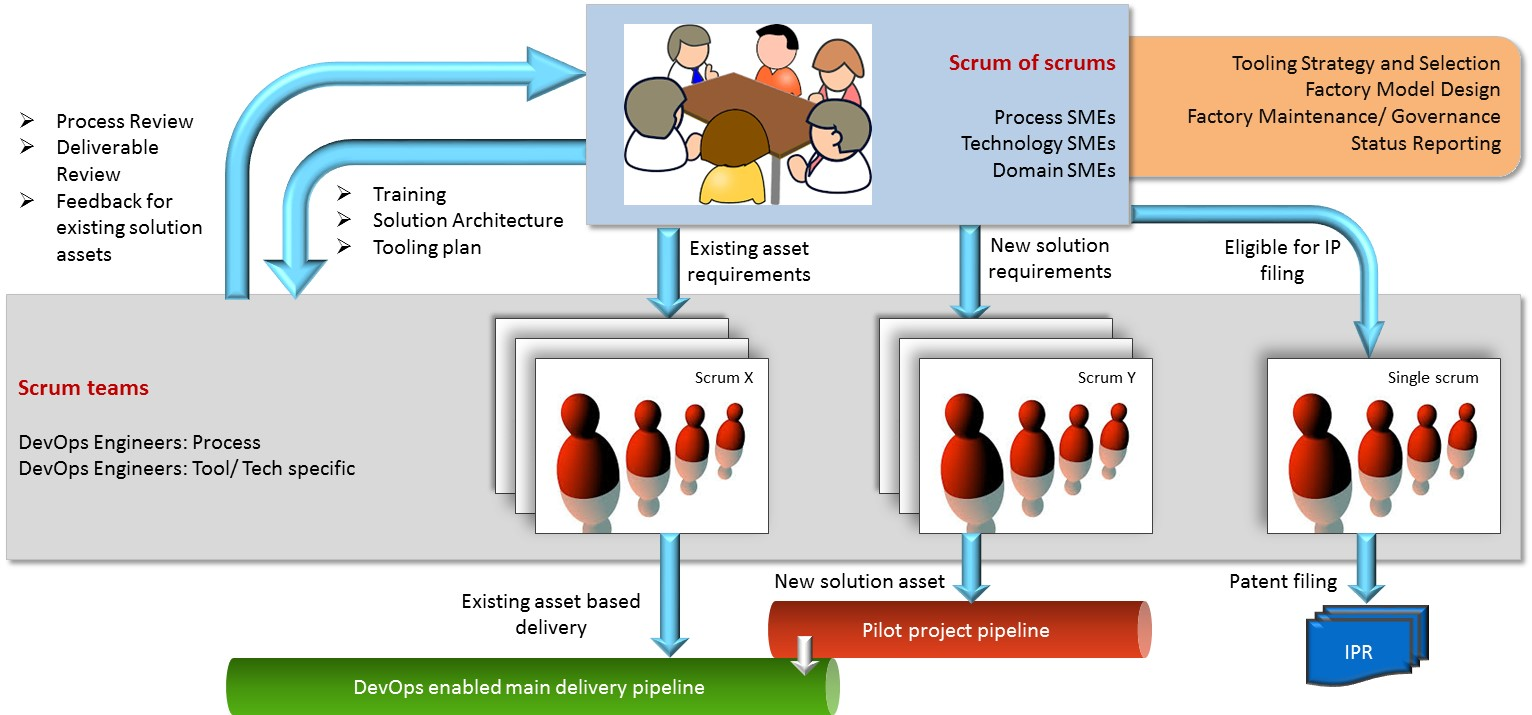 Scrum of scrums
Process SMEs
Technology SMEs
Domain SMEs
Tooling Strategy and Selection
Factory Model Design
Factory Maintenance/ Governance
Status Reporting
Process Review
Deliverable
Review
Feedback for
existing solution
assets
Training
Solution Architecture
Tooling plan
Existing asset
requirements
New solution
requirements
Eligible for IP
filing
Scrum teams
DevOps Engineers: Process
DevOps Engineers: Tool/ Tech specific
Scrum X
Scrum Y
Single scrum
Existing asset based
delivery
New solution asset
Patent filing
Pilot project pipeline
IPR
DevOps enabled main delivery pipeline